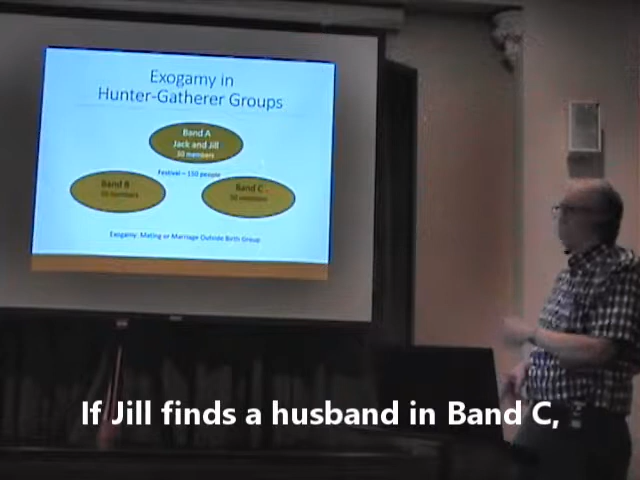 Exogamy in
Hunter-Gatherer Groups
Band A
Jack and Jill
50 members
Festival – 150 people
Band B
50 members
Band C
50 members
Exogamy: Mating or Marriage Outside Birth Group
If Jill finds a husband in Band C,